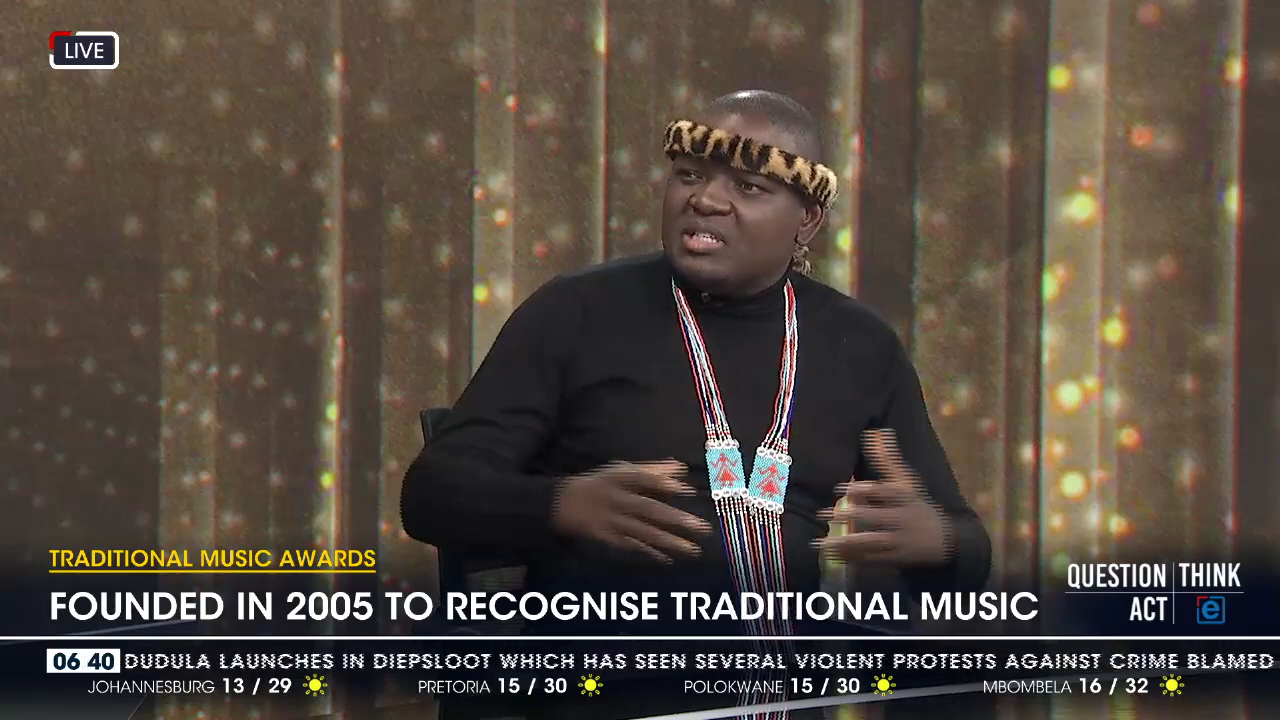 LIVE
TRADITIONAL MUSIC AWARDS
FOUNDED IN 2005 TO RECOGNISE TRADITIONAL MUSIC
QUESTION THINK
ACT e
06 40 DUDULA LAUNCHES IN DIEPSLOOT WHICH HAS SEEN SEVERAL VIOLENT PROTESTS AGAINST CRIME BLAMED
JOHANNESBURG 13 / 29 PRETORIA 15 / 30 POLOKWANE 15 / 30 MBOMBELA 16 / 32